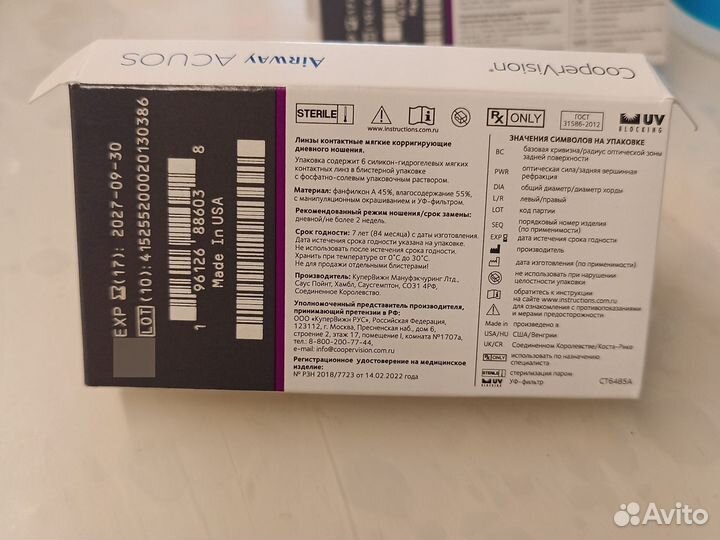 CooperVision®
AIRWAY ACUOS
EXP (17): 2027-09-30
LOT (10): 415255200020130386
1 96126 88603 8
Made In USA
STERILE
www.instructions.com.ru
Линзы контактные мягкие корригирующие
дневного ношения.
Упаковка содержит 6 силикон-гидрогелевых мягких
контактных линз в блистерной упаковке
с фосфатно-солевым упаковочным раствором.
Материал: фанфилкон А 45%, влагосодержание 55%,
с манипуляционным окрашиванием и УФ-фильтром.
Рекомендованный режим ношения/срок замены:
дневной/не более 2 недель.
Срок годности: 7 лет (84 месяца) с даты изготовления.
Дата истечения срока годности указана на упаковке.
Не использовать после истечения срока годности.
Хранить при температуре от 0°С до 30°С.
Не для продажи отдельными блистерами!
Производитель: КуперВижн Мануфэкчуринг Лтд.,
Саус Поинт, Хамбл, Саусгемптон, СО31 4РФ,
Соединенное Королевство.
Уполномоченный представитель производителя,
принимающий претензии в РФ:
ООО «КуперВижн РУС», Российская Федерация,
123112, г. Москва, Пресненская наб., дом 6,
строение 2, этаж 17, помещение I, комната №1707а,
тел.: 8-800-200-77-44,
e-mail: info@coopervision.com.ru
Регистрационное удостоверение на медицинское
изделие:
№ РЗН 2018/7723 от 14.02.2022 года
Rx ONLY
ГОСТ
31586-2012
UV
BLOCKING
ЗНАЧЕНИЯ СИМВОЛОВ НА УПАКОВКЕ
BC базовая кривизна/радиус оптической зоны
задней поверхности
PWR оптическая сила/задняя вершинная
рефракция
DIA общий диаметр/диаметр хорды
L/R левый/правый
LOT код партии
SEQ порядковый номер изделия
(по применимости)
EXP дата истечения срока годности
изготовитель
дата изготовления (по применимости)
не использовать при нарушении
целостности упаковки
обратитесь к инструкции
на сайте www.instructions.com.ru
для ознакомления с противопоказаниями
и мерами предосторожности
Made in произведено в:
USA/HU США/Венгрии
UK/CR Соединенном Королевстве/Коста-Рике
Rx ONLY использовать по назначению
специалиста
STERILE стерилизация паром
UV УФ-фильтр
CT6485A
Avito